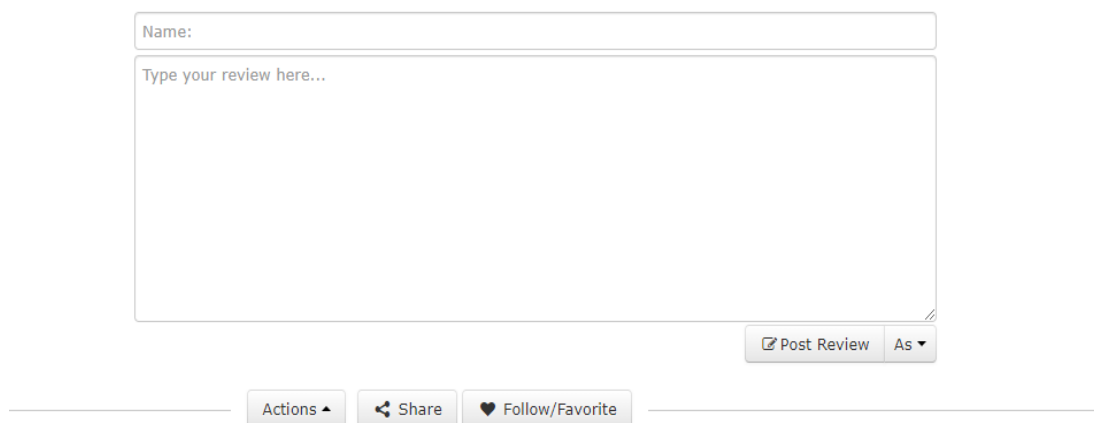 Name:
Type your review here...
Post Review As
Actions Share Follow/Favorite